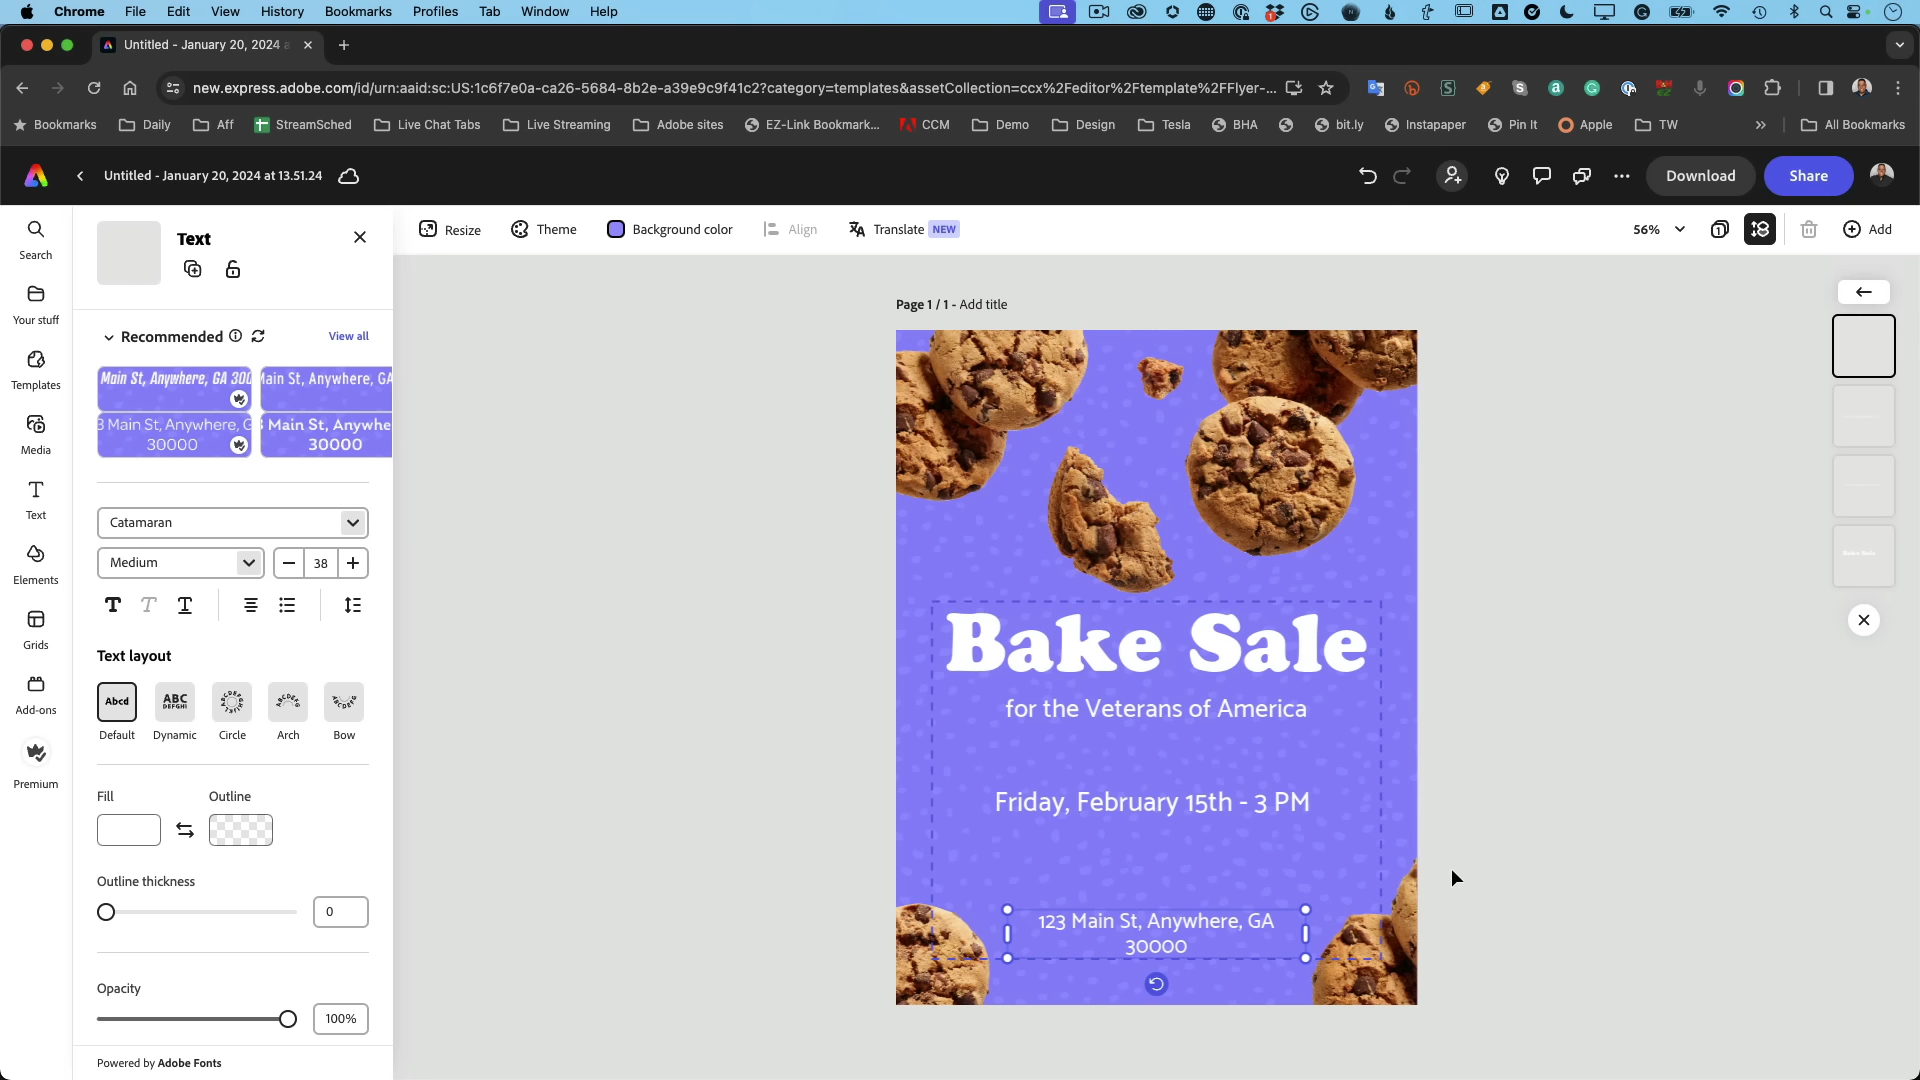 Chrome File Edit View History Bookmarks Profiles Tab Window Help
Untitled - January 20, 2024 a
new.express.adobe.com/id/urn:aaid:sc:US:1c6f7e0a-ca26-5684-8b2e-a39e9c9f41c2?category=templates&assetCollection=ccx%2Feditor%2Ftemplate%2FFlyer-...
Bookmarks Daily Aff StreamSched Live Chat Tabs Live Streaming Adobe sites EZ-Link Bookmark... CCM Demo Design Tesla BHA bit.ly Instapaper Pin It Apple TW » All Bookmarks
Untitled - January 20, 2024 at 13.51.24 Download Share
Resize Theme Background color Align Translate NEW 56% 1 Add
Search
Your stuff
Templates
Media
Text
Elements
Grids
Add-ons
Premium
Text
Recommended View all
Main St, Anywhere, GA 300
Main St, Anywhere, GA
3 Main St, Anywhere, G
30000
3 Main St, Anywhe
30000
Catamaran
Medium 38
Text layout
Abcd ABC DEFGHI
Default Dynamic Circle Arch Bow
Fill Outline
Outline thickness
0
Opacity
100%
Powered by Adobe Fonts
Page 1 / 1 - Add title
Bake Sale
for the Veterans of America
Friday, February 15th - 3 PM
123 Main St, Anywhere, GA
30000
Bake Sale